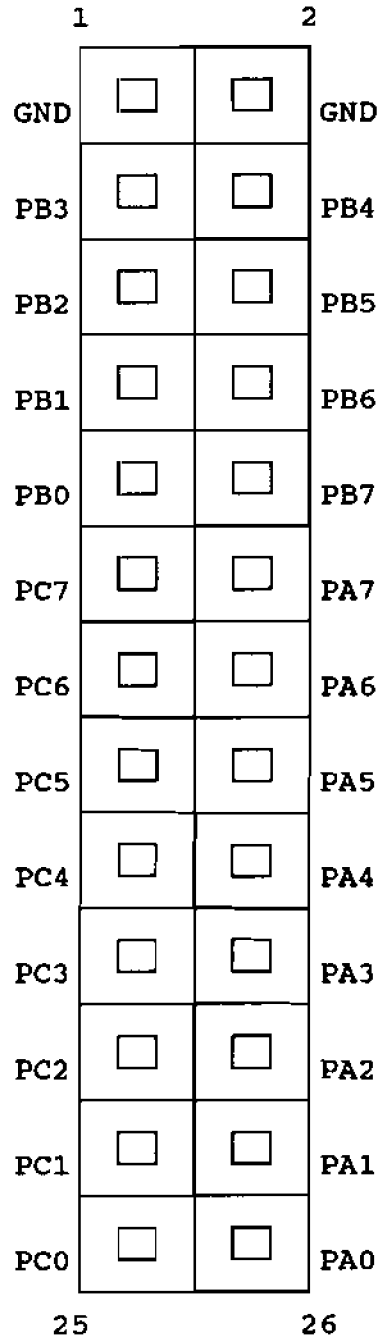 1 2
GND GND
PB3 PB4
PB2 PB5
PB1 PB6
PB0 PB7
PC7 PA7
PC6 PA6
PC5 PA5
PC4 PA4
PC3 PA3
PC2 PA2
PC1 PA1
PC0 PA0
25 26